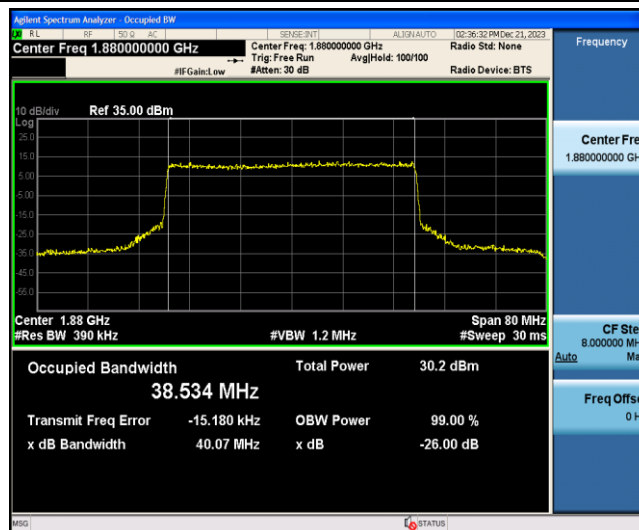 Agilent Spectrum Analyzer - Occupied BW
RL RF 50 Ω AC SENSE:INT ALIGNAUTO 02:36:32 PM Dec 21, 2023
Center Freq 1.880000000 GHz
Center Freq: 1.880000000 GHz
Radio Std: None
Trig: Free Run Avg|Hold: 100/100
#IFGain:Low
#Atten: 30 dB
Radio Device: BTS
Frequency
10 dB/div Ref 35.00 dBm
Log
25.0
15.0
5.00
-5.00
-15.0
-25.0
-35.0
-45.0
-55.0
Center 1.88 GHz
Span 80 MHz
#Res BW 390 kHz
#VBW 1.2 MHz
#Sweep 30 ms
Occupied Bandwidth
38.534 MHz
Total Power 30.2 dBm
Transmit Freq Error -15.180 kHz
OBW Power 99.00 %
x dB Bandwidth 40.07 MHz
x dB -26.00 dB
Center Fre
1.880000000 GH
CF Ste
8.000000 MH
Auto Ma
Freq Offse
0 H
MSG
STATUS